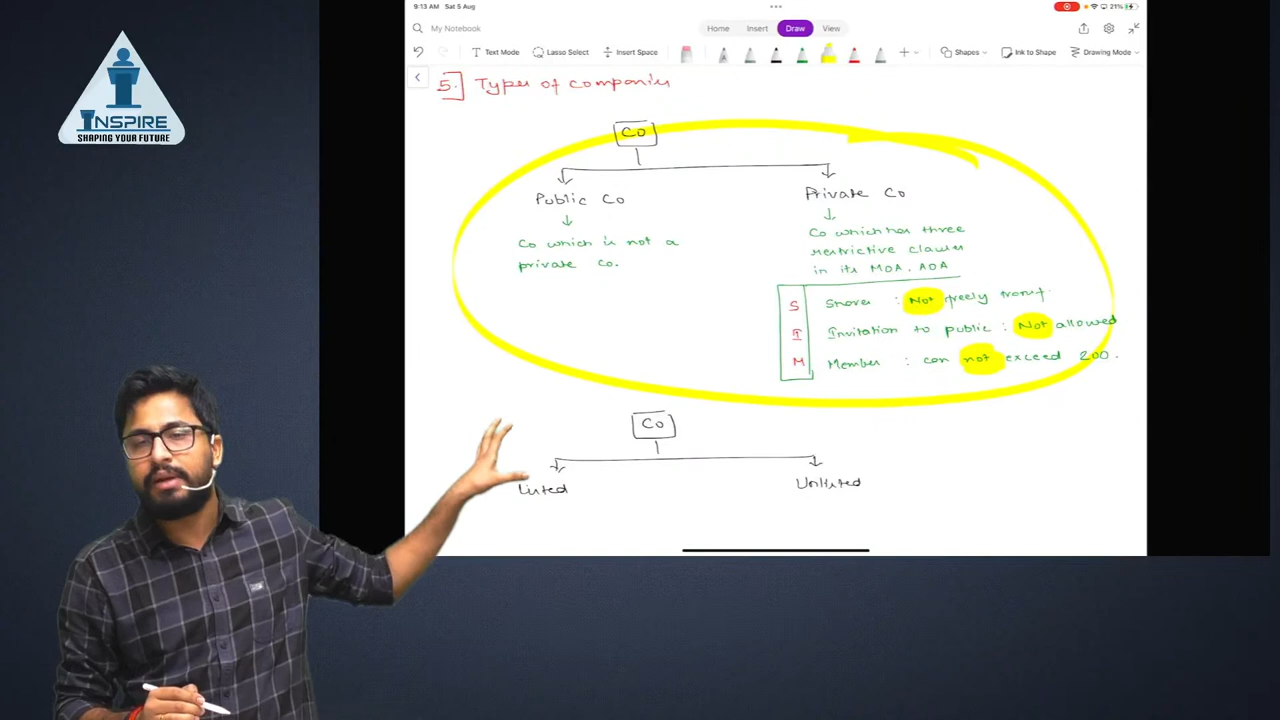 9:13 AM Sat 5 Aug
21%
My Notebook
Home Insert Draw View
Text Mode Lasso Select Insert Space Shapes Ink to Shape Drawing Mode
INSPIRE
SHAPING YOUR FUTURE
5. Types of Companies
Co
Public Co Private Co
Co which is not a
private Co.
Co which has three
restrictive clauses
in its MOA, AOA
S Shares : Not freely transf.
I Invitation to public : Not allowed
M Member : can not exceed 200.
Co
Listed Unlisted